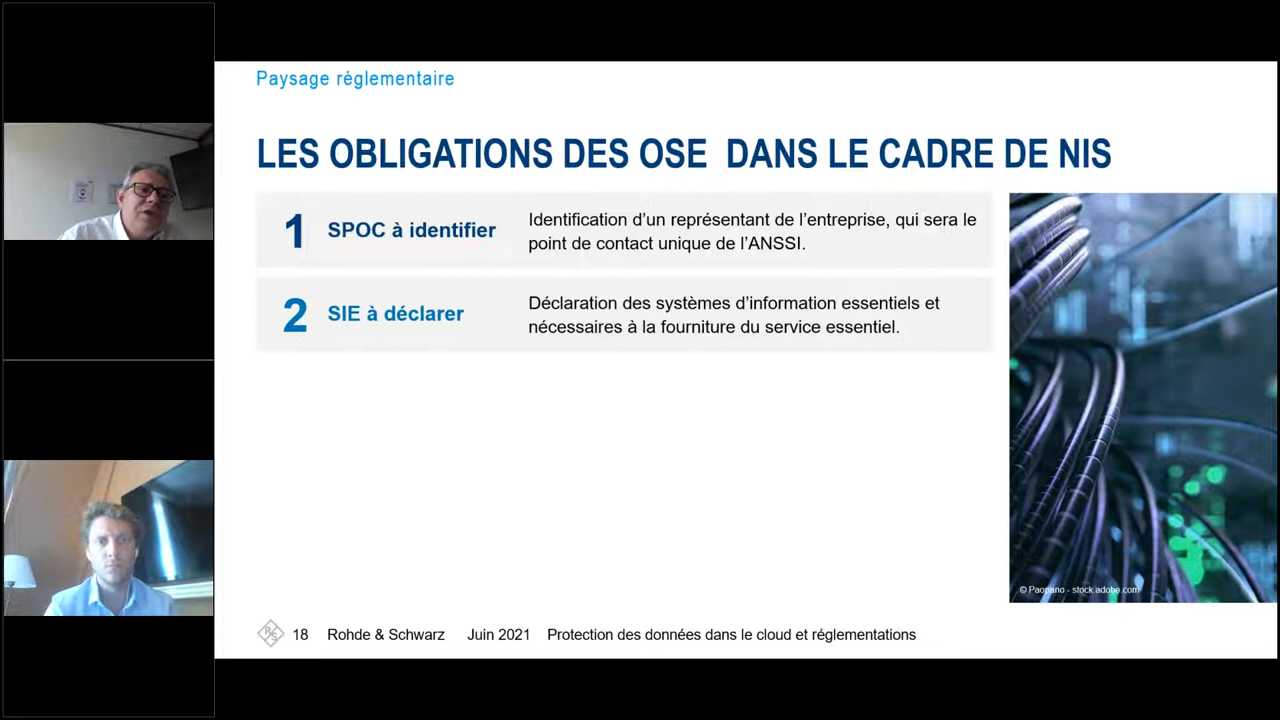 Paysage réglementaire
LES OBLIGATIONS DES OSE DANS LE CADRE DE NIS
1 SPOC à identifier
Identification d'un représentant de l'entreprise, qui sera le
point de contact unique de l'ANSSI.
2 SIE à déclarer
Déclaration des systèmes d'information essentiels et
nécessaires à la fourniture du service essentiel.
© Paopano - stock.adobe.com
18 Rohde & Schwarz Juin 2021 Protection des données dans le cloud et réglementations